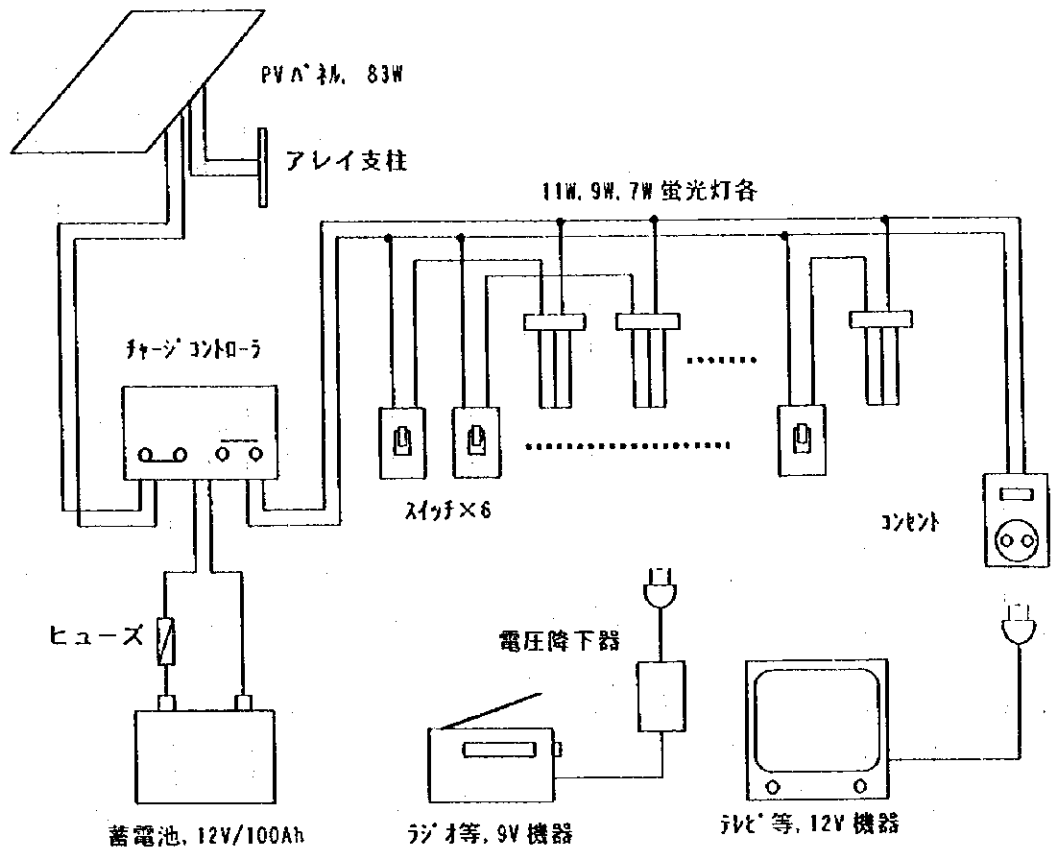 PVﾊﾟﾈﾙ, 83W
アレイ支柱
11W, 9W, 7W 蛍光灯各
ﾁｬｰｼﾞｺﾝﾄﾛｰﾗ
ｽｲｯﾁ×6
ｺﾝｾﾝﾄ
ヒューズ
電圧降下器
蓄電池, 12V/100Ah
ﾗｼﾞｵ等, 9V 機器
ﾃﾚﾋﾞ等, 12V 機器